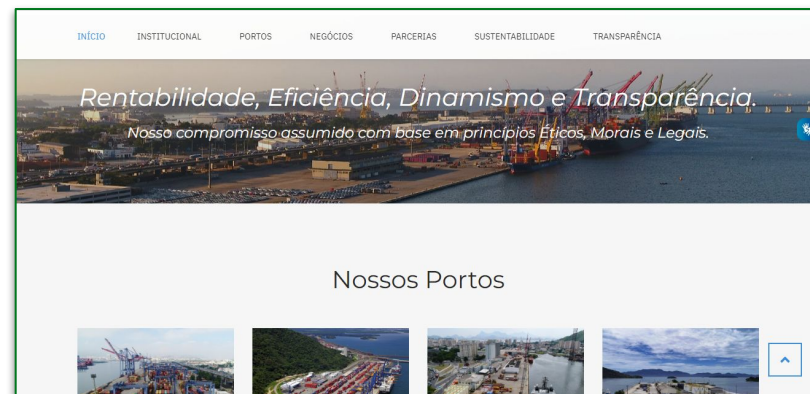 INÍCIO INSTITUCIONAL PORTOS NEGÓCIOS PARCERIAS SUSTENTABILIDADE TRANSPARÊNCIA
Rentabilidade, Eficiência, Dinamismo e Transparência.
Nosso compromisso assumido com base em princípios Éticos, Morais e Legais.
Nossos Portos